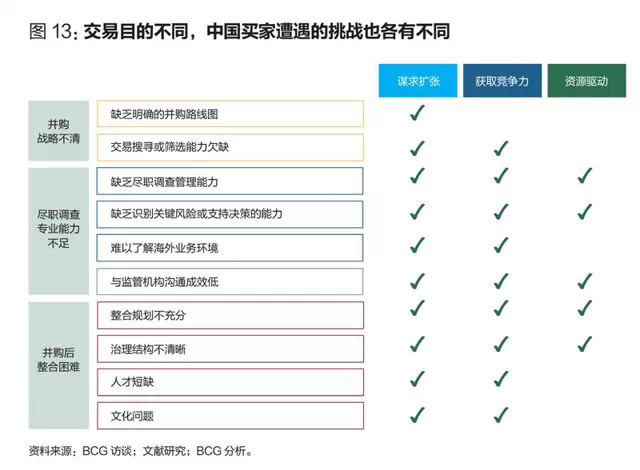 图 13：交易目的不同，中国买家遭遇的挑战也各有不同
谋求扩张
获取竞争力
资源驱动
并购
战略不清
缺乏明确的并购路线图
✓
交易搜寻或筛选能力欠缺
✓ ✓
尽职调查
专业能力
不足
缺乏尽职调查管理能力
✓ ✓ ✓
缺乏识别关键风险或支持决策的能力
✓ ✓ ✓
难以了解海外业务环境
✓ ✓
与监管机构沟通成效低
✓ ✓ ✓
并购后
整合困难
整合规划不充分
✓ ✓ ✓
治理结构不清晰
✓ ✓ ✓
人才短缺
✓ ✓
文化问题
✓ ✓
资料来源：BCG 访谈；文献研究；BCG 分析。